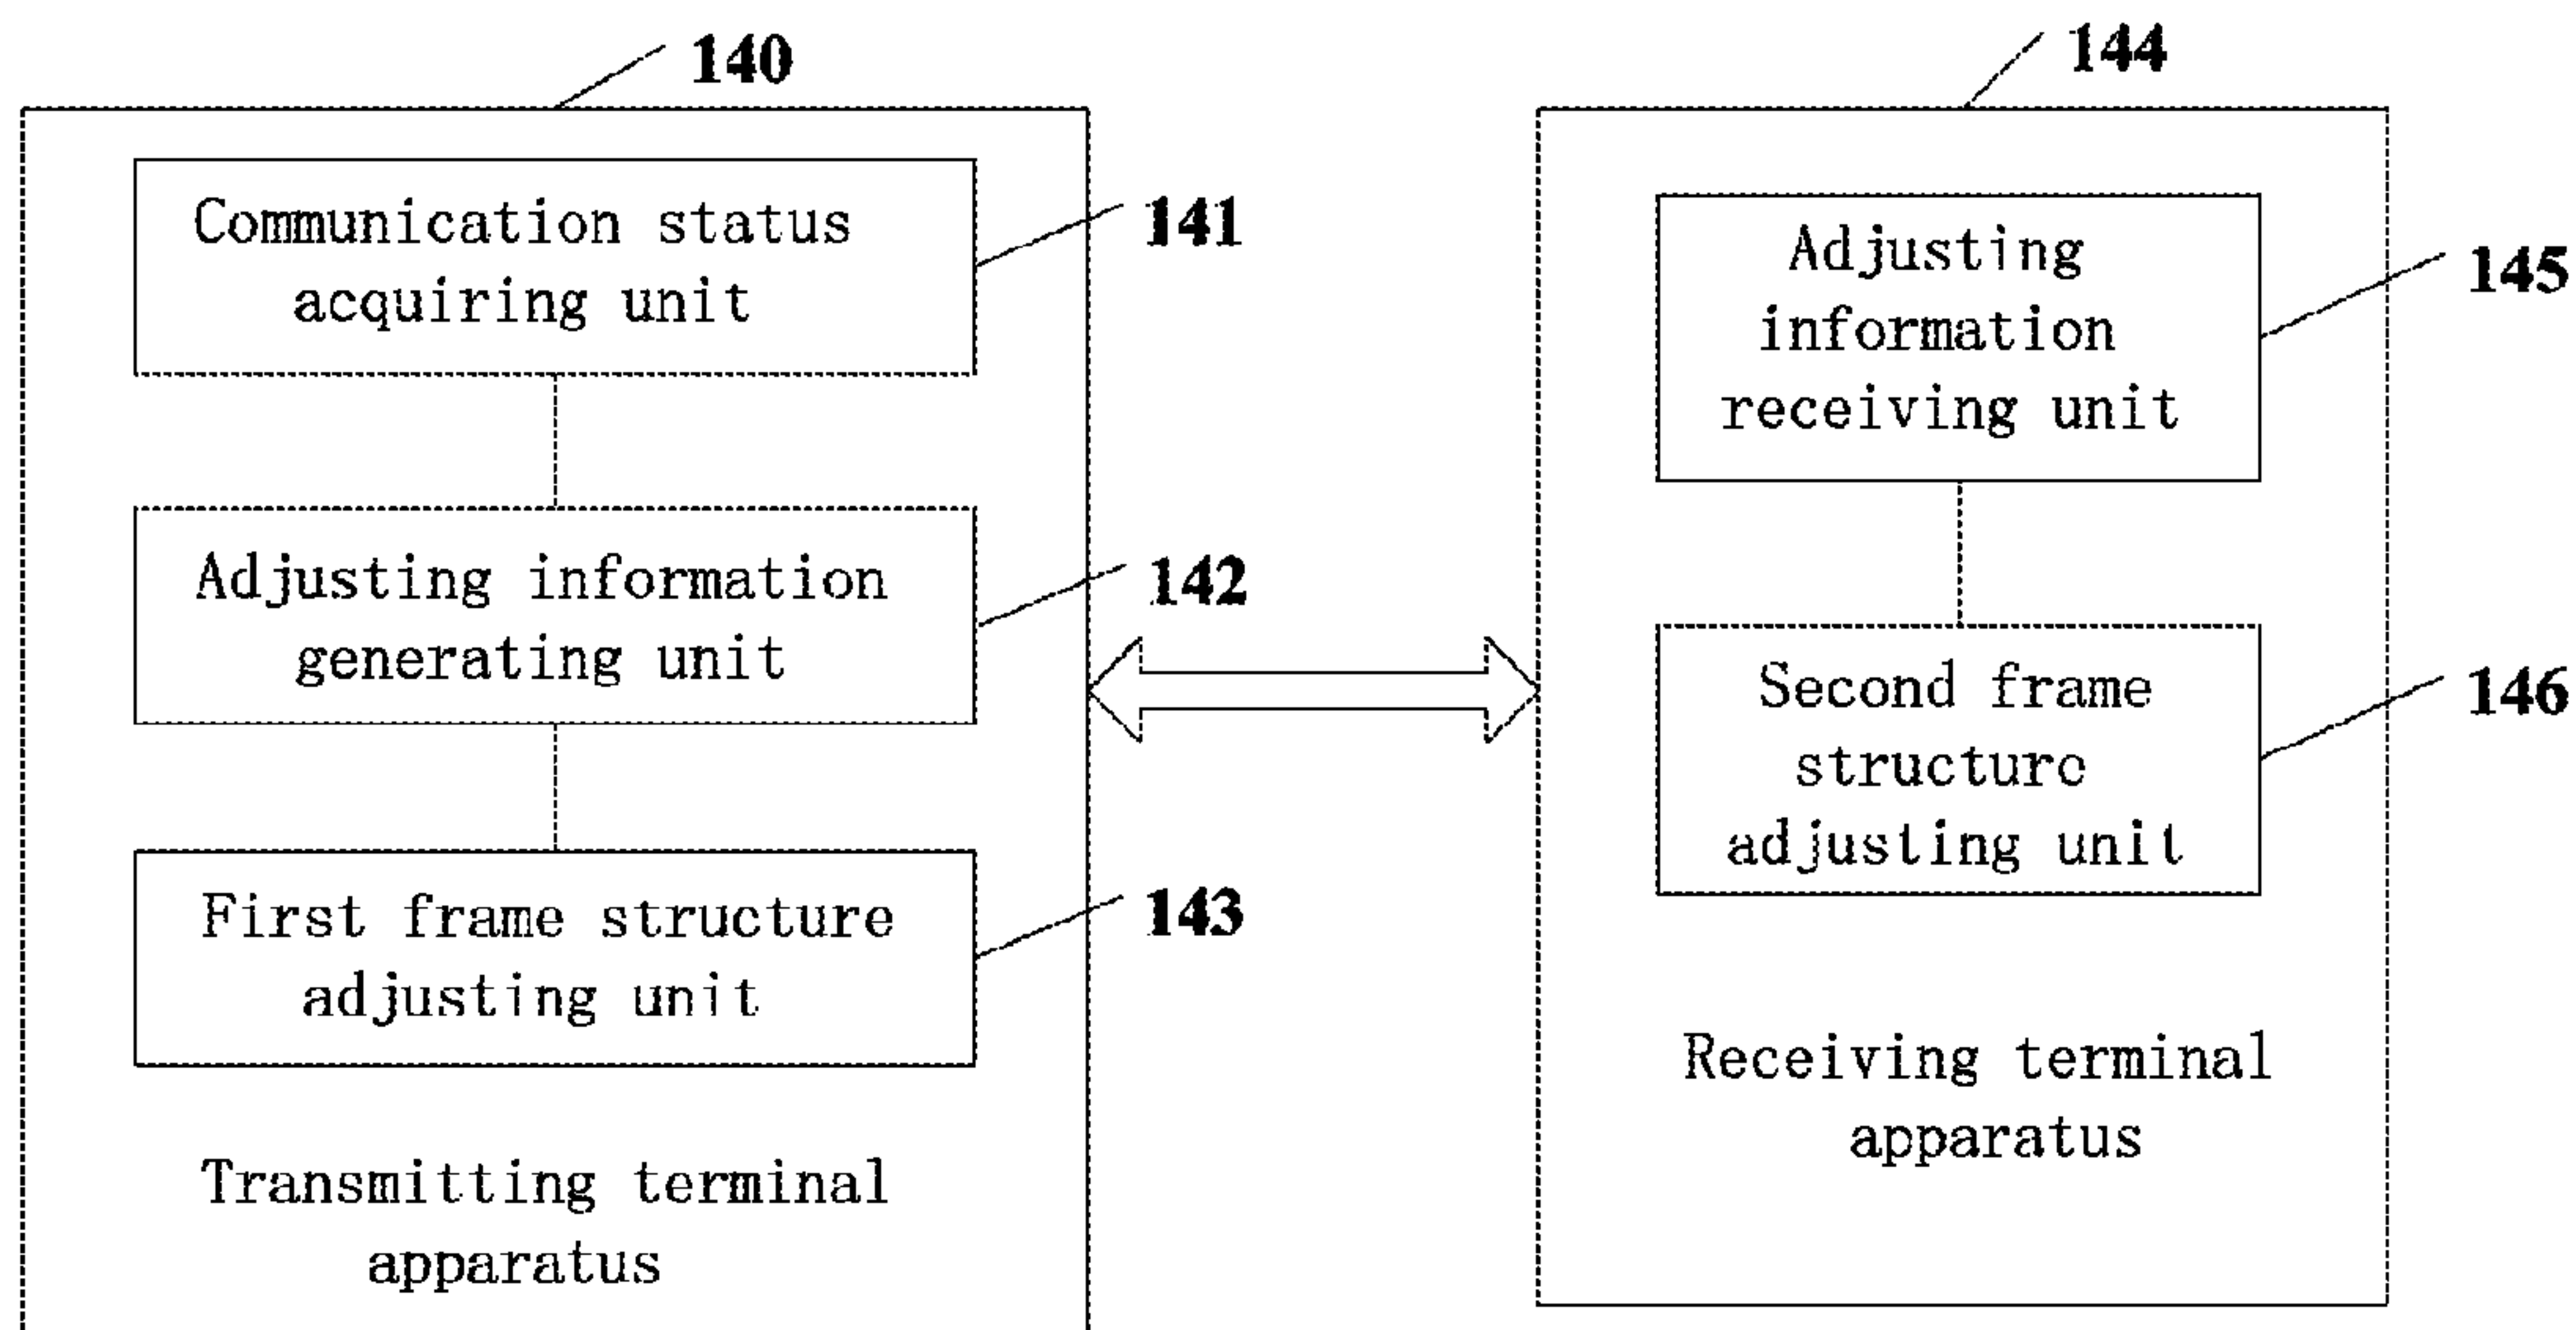 140
Communication status
acquiring unit
141
Adjusting information
generating unit
142
First frame structure
adjusting unit
143
Transmitting terminal
apparatus
144
Adjusting
information
receiving unit
145
Second frame
structure
adjusting unit
146
Receiving terminal
apparatus